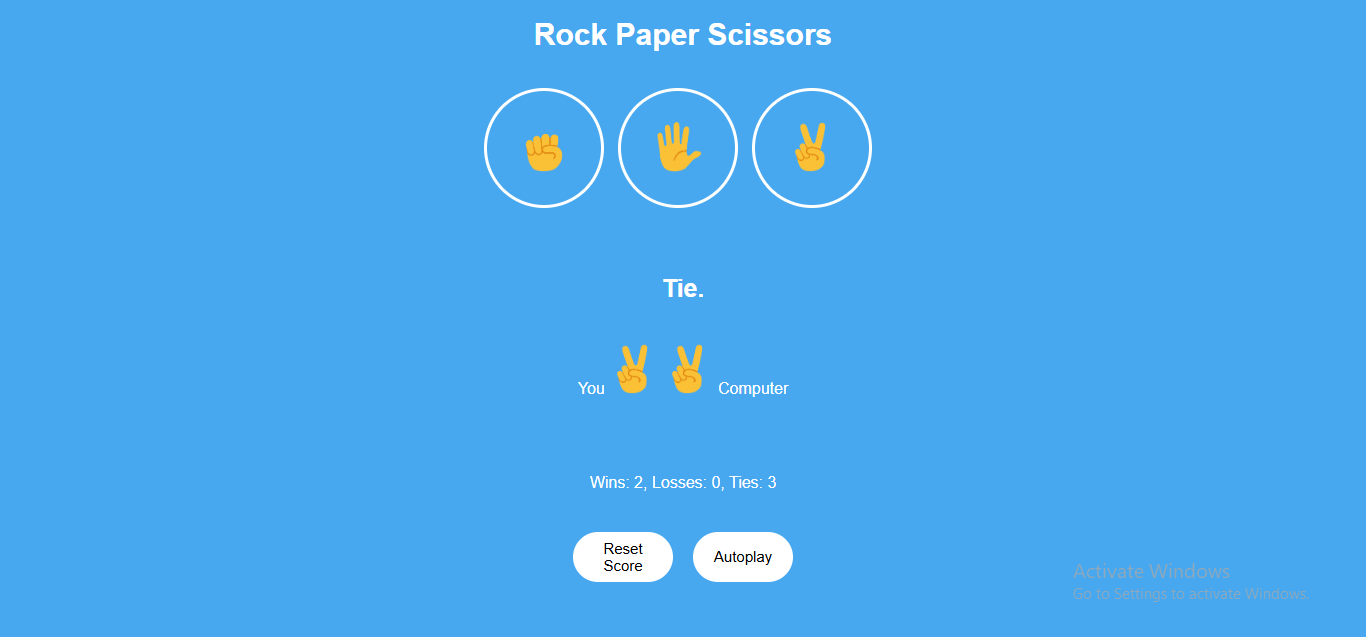 Rock Paper Scissors
Tie.
You Computer
Wins: 2, Losses: 0, Ties: 3
Reset
Score
Autoplay
Activate Windows
Go to Settings to activate Windows.